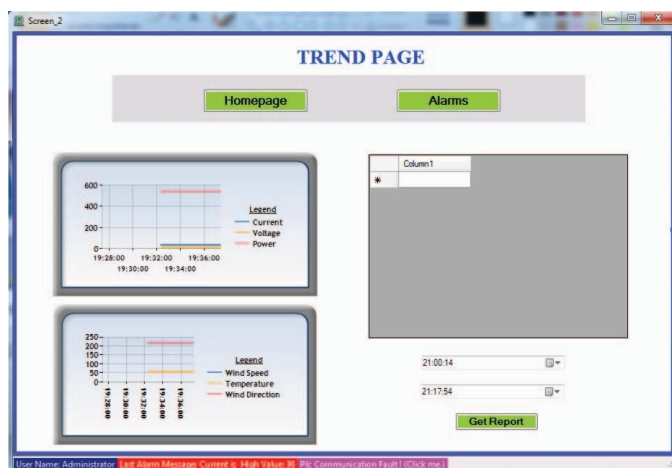 Screen_2
TREND PAGE
Homepage
Alarms
600
400
200
0
19:28:00 19:32:00 19:36:00
19:30:00 19:34:00
Legend
Current
Voltage
Power
Column1
*
250
200
150
100
50
0
19:28:00
19:30:00
19:32:00
19:34:00
19:36:00
Legend
Wind Speed
Temperature
Wind Direction
21:00:14
21:17:54
Get Report
User Name: Administrator Last Alarm Message: Current is High Value: 30 Plc Communication Fault ! (Click me.)